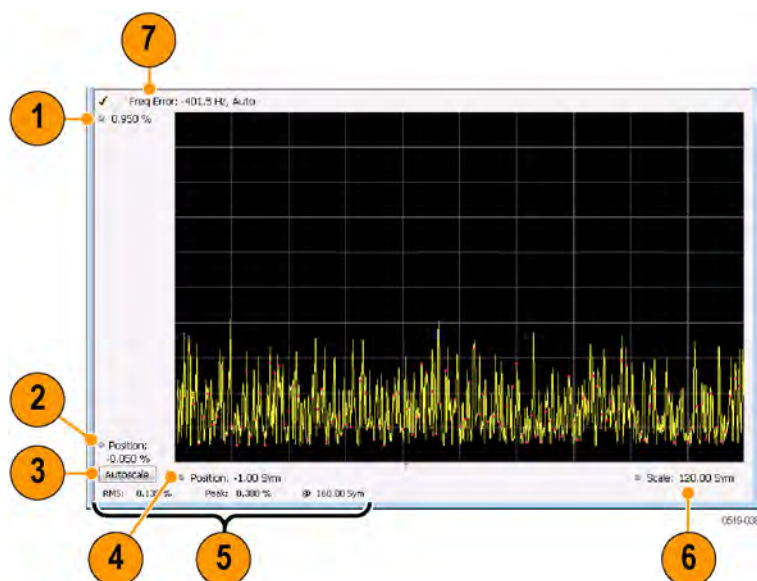 7
Freq Error: -401.5 Hz, Auto
1
0.950 %
2
Position:
-0.050 %
3
Autoscale
Position: -1.00 Sym
Scale: 120.00 Sym
RMS: %
Peak: 0.380 %
@ 160.00 Sym
4
5
6